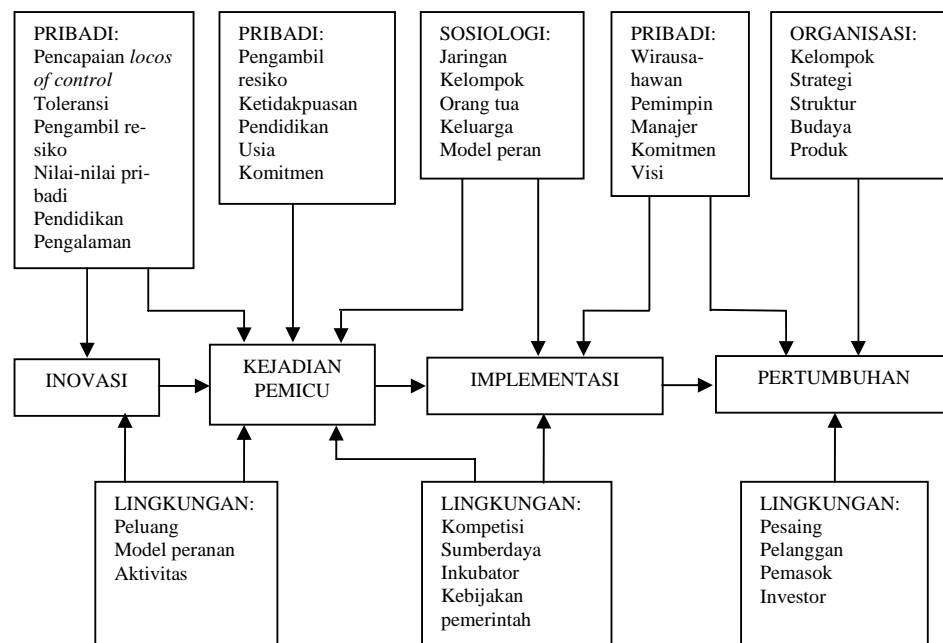 PRIBADI:
Pencapaian locos
of control
Toleransi
Pengambil re-
siko
Nilai-nilai pri-
badi
Pendidikan
Pengalaman
PRIBADI:
Pengambil
resiko
Ketidakpuasan
Pendidikan
Usia
Komitmen
SOSIOLOGI:
Jaringan
Kelompok
Orang tua
Keluarga
Model peran
PRIBADI:
Wirausa-
hawan
Pemimpin
Manajer
Komitmen
Visi
ORGANISASI:
Kelompok
Strategi
Struktur
Budaya
Produk
INOVASI
KEJADIAN
PEMICU
IMPLEMENTASI
PERTUMBUHAN
LINGKUNGAN:
Peluang
Model peranan
Aktivitas
LINGKUNGAN:
Kompetisi
Sumberdaya
Inkubator
Kebijakan
pemerintah
LINGKUNGAN:
Pesaing
Pelanggan
Pemasok
Investor